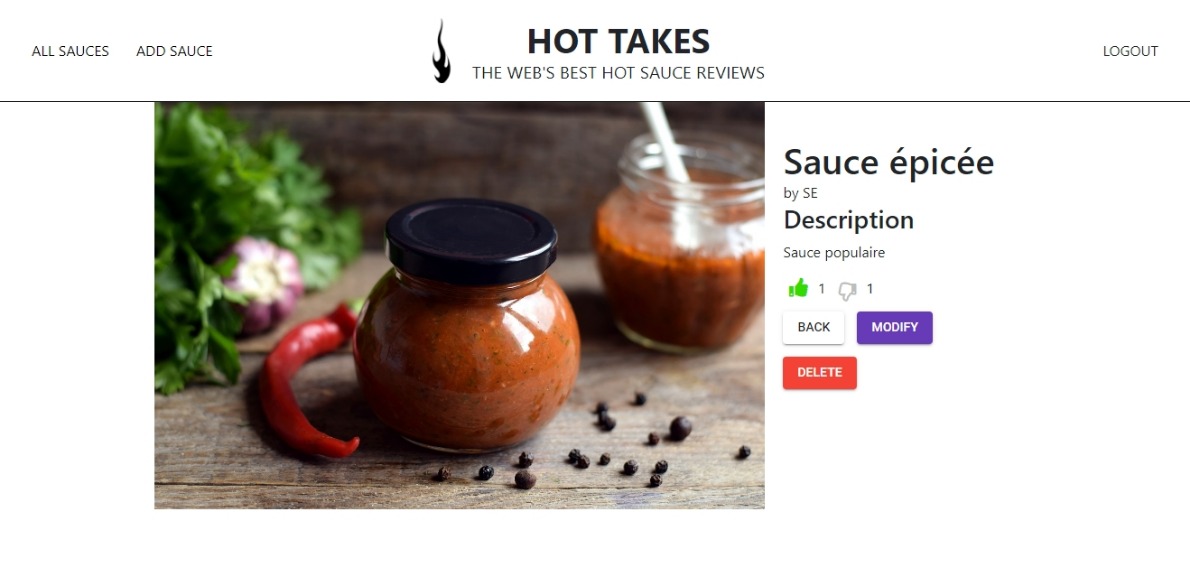 ALL SAUCES
ADD SAUCE
HOT TAKES
THE WEB'S BEST HOT SAUCE REVIEWS
LOGOUT
Sauce épicée
by SE
Description
Sauce populaire
1 1
BACK MODIFY
DELETE